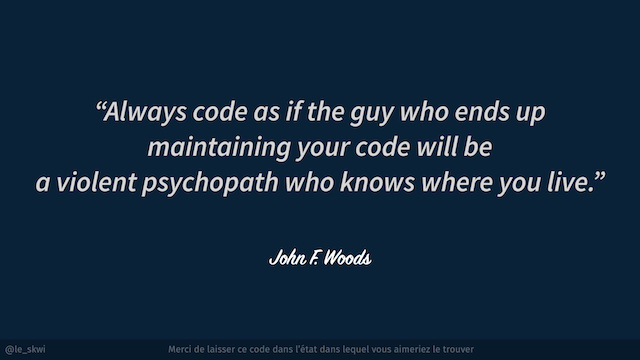 “Always code as if the guy who ends up
maintaining your code will be
a violent psychopath who knows where you live.”
John F. Woods
@le_skwi
Merci de laisser ce code dans l'état dans lequel vous aimeriez le trouver